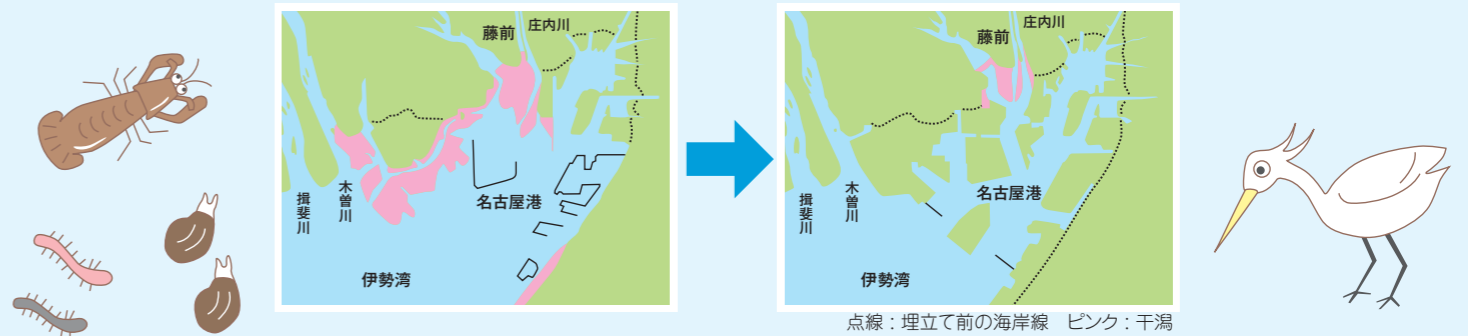 藤前
庄内川
木曽川
揖斐川
名古屋港
伊勢湾
藤前
庄内川
木曽川
揖斐川
名古屋港
伊勢湾
点線：埋立て前の海岸線　ピンク：干潟